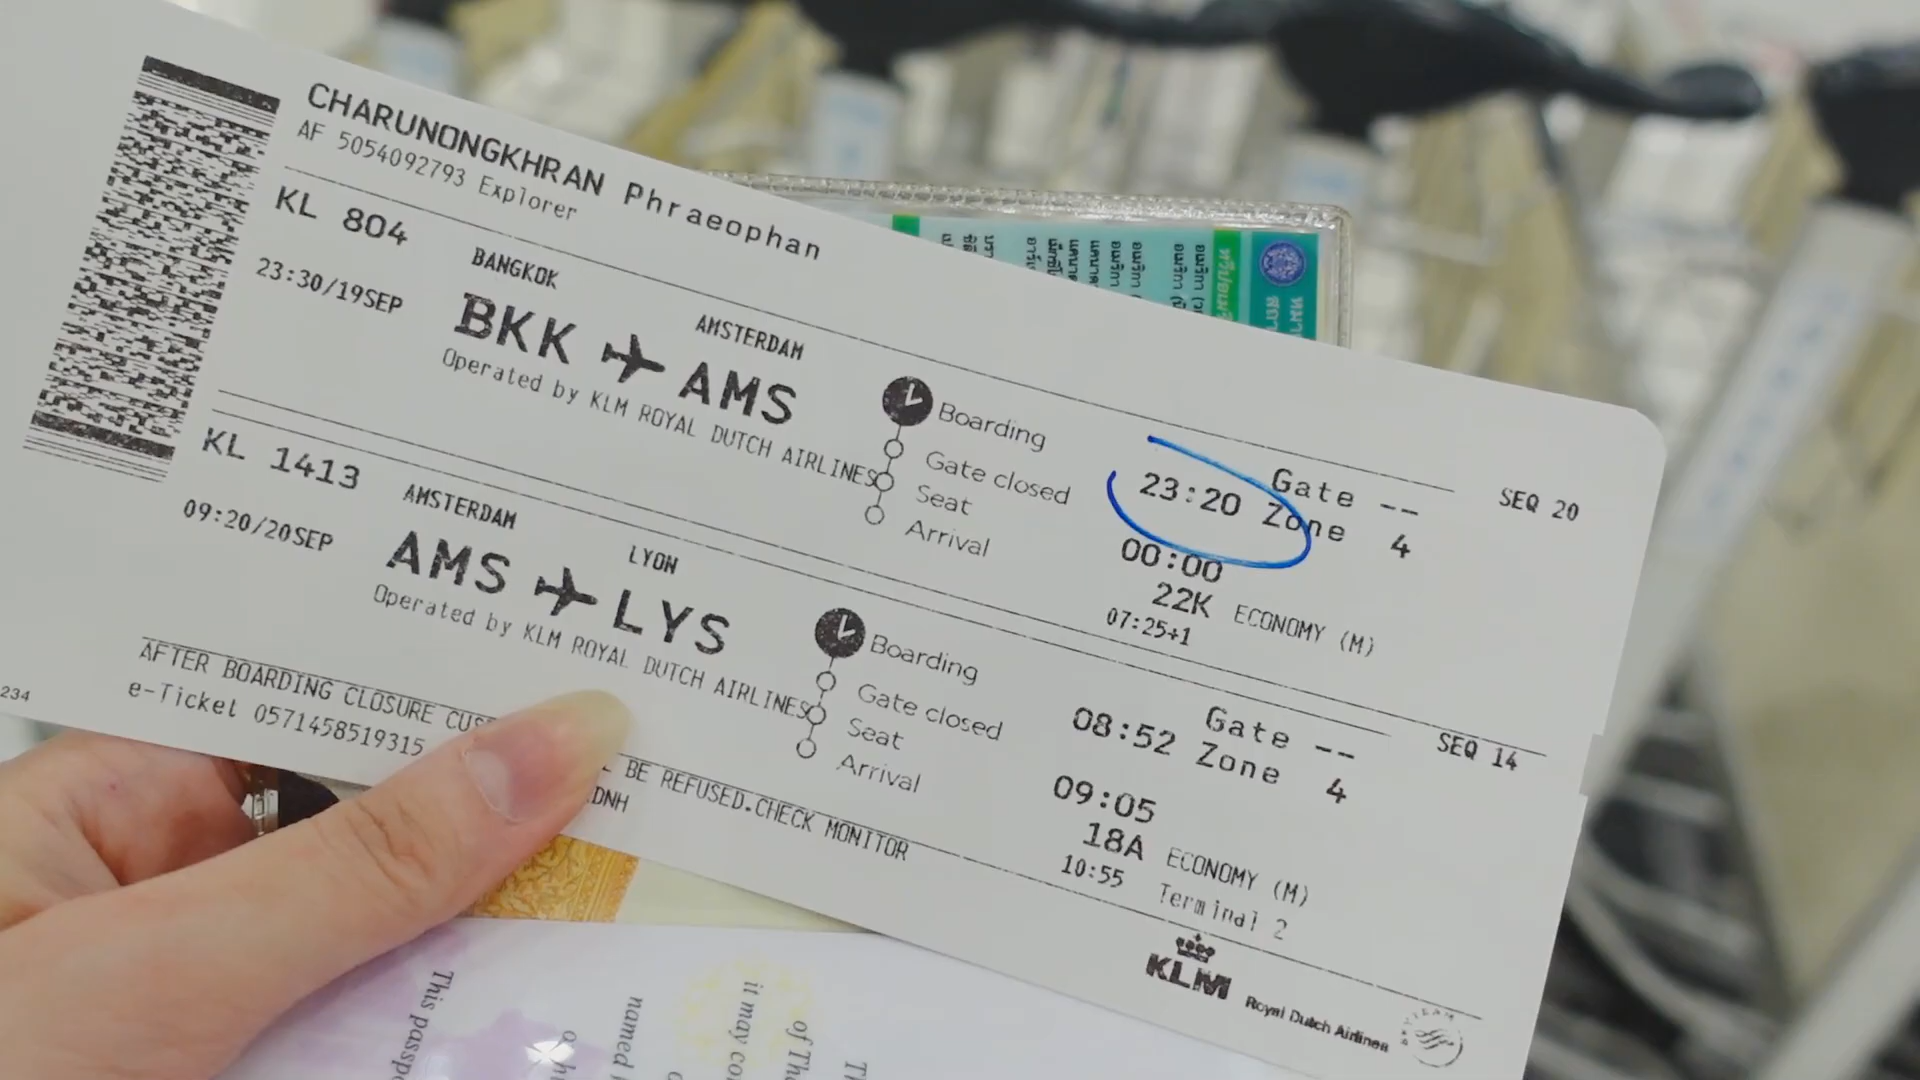 CHARUNONGKHRAN Phraeophan
AF 5054092793 Explorer
KL 804
23:30/19SEP
BANGKOK
AMSTERDAM
BKK AMS
Operated by KLM ROYAL DUTCH AIRLINES
Boarding 23:20 Gate -- Zone 4
Gate closed 00:00
Seat 22K ECONOMY (M)
Arrival 07:25+1
SEQ 20
KL 1413
09:20/20SEP
AMSTERDAM
LYON
AMS LYS
Operated by KLM ROYAL DUTCH AIRLINES
Boarding 08:52 Gate -- Zone 4
Gate closed 09:05
Seat 18A ECONOMY (M)
Arrival 10:55 Terminal 2
SEQ 14
AFTER BOARDING CLOSURE BE REFUSED.CHECK MONITOR
e-Ticket 0571458519315
234
KLM Royal Dutch Airlines
SKYTEAM
This
named
it may
of